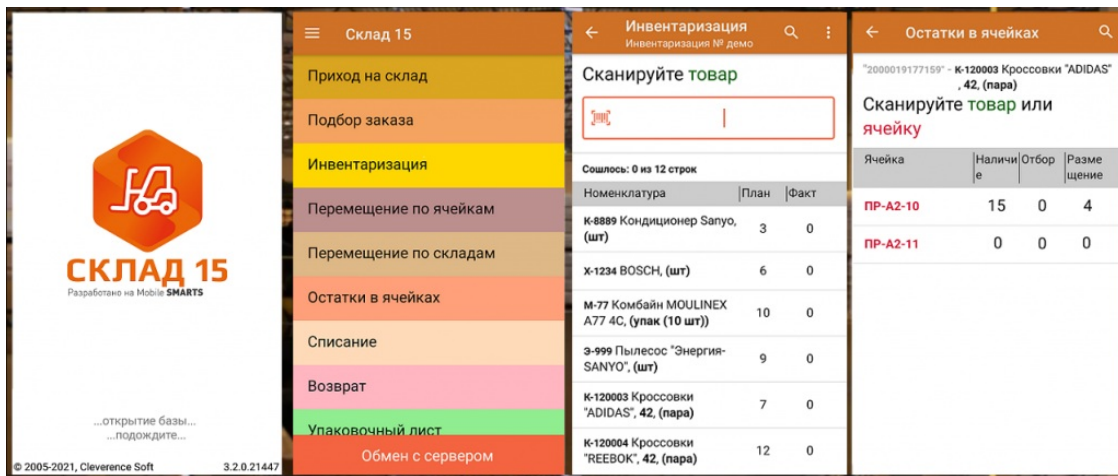 СКЛАД 15
Разработано на Mobile SMARTS
...открытие базы...
...подождите...
© 2005-2021, Cleverence Soft 3.2.0.21447
Склад 15
Приход на склад
Подбор заказа
Инвентаризация
Перемещение по ячейкам
Перемещение по складам
Остатки в ячейках
Списание
Возврат
Упаковочный лист
Обмен с сервером
Инвентаризация
Инвентаризация № демо
Сканируйте товар
Сошлось: 0 из 12 строк
Номенклатура План Факт
К-8889 Кондиционер Sanyo, 3 0
(шт)
Х-1234 BOSCH, (шт) 6 0
М-77 Комбайн MOULINEX 10 0
А77 4С, (упак (10 шт))
Э-999 Пылесос "Энергия- 9 0
SANYO", (шт)
К-120003 Кроссовки 7 0
"ADIDAS", 42, (пара)
К-120004 Кроссовки 12 0
"REEBOK", 42, (пара)
Остатки в ячейках
"2000019177159" - К-120003 Кроссовки "ADIDAS"
, 42, (пара)
Сканируйте товар или
ячейку
Ячейка Наличи Отбор Разме
е щение
ПР-А2-10 15 0 4
ПР-А2-11 0 0 0